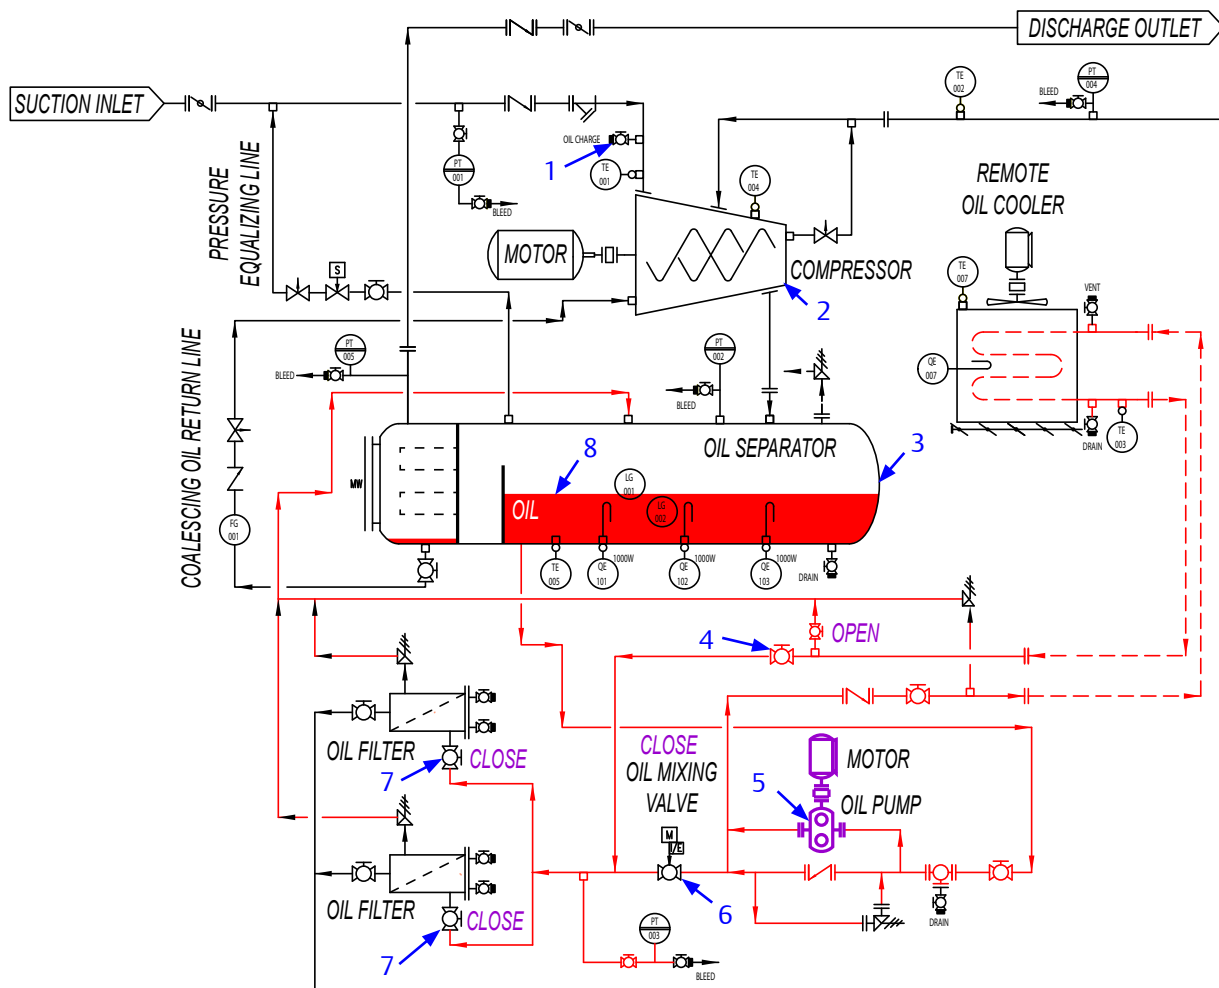 DISCHARGE OUTLET
SUCTION INLET
TE
002
PT
004
BLEED
OIL CHARGE
1
PT
001
BLEED
TE
001
TE
004
REMOTE
OIL COOLER
PRESSURE
EQUALIZING LINE
MOTOR
COMPRESSOR
2
S
TE
007
VENT
QE
007
DRAIN
TE
003
COALESCING OIL RETURN LINE
PT
005
BLEED
PT
002
BLEED
OIL SEPARATOR
3
8
MW
LG
001
LG
002
OIL
FG
001
TE
005
1000W
QE
101
1000W
QE
102
1000W
QE
103
DRAIN
4
OPEN
OIL FILTER
CLOSE
7
CLOSE
OIL MIXING
VALVE
MOTOR
5
OIL PUMP
M
I/E
6
OIL FILTER
CLOSE
7
PT
003
BLEED
DRAIN